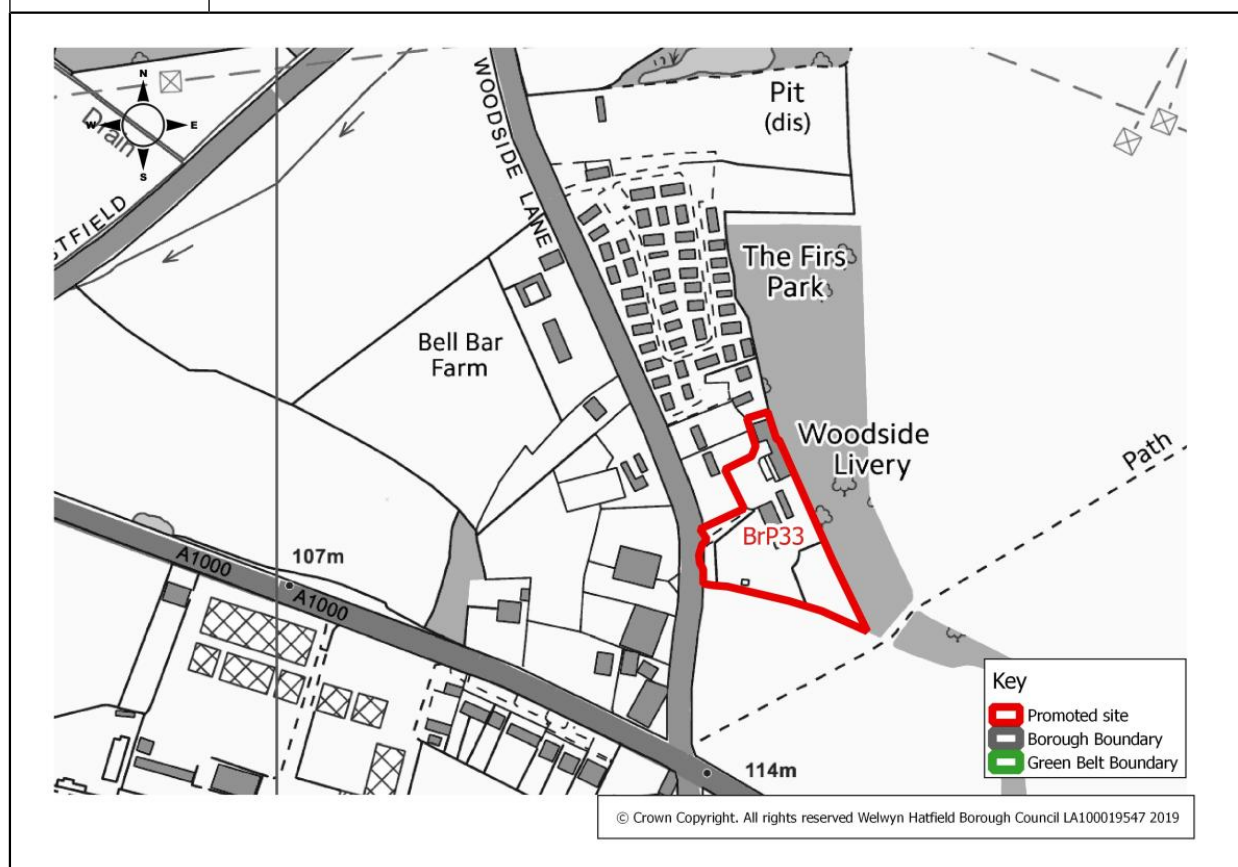 N
W
E
S
Drain
STFIELD
WOODSIDE LANE
Pit
(dis)
The Firs
Park
Bell Bar
Farm
Woodside
Livery
Path
BrP33
A1000
107m
A1000
114m
Key
Promoted site
Borough Boundary
Green Belt Boundary
© Crown Copyright. All rights reserved Welwyn Hatfield Borough Council LA100019547 2019